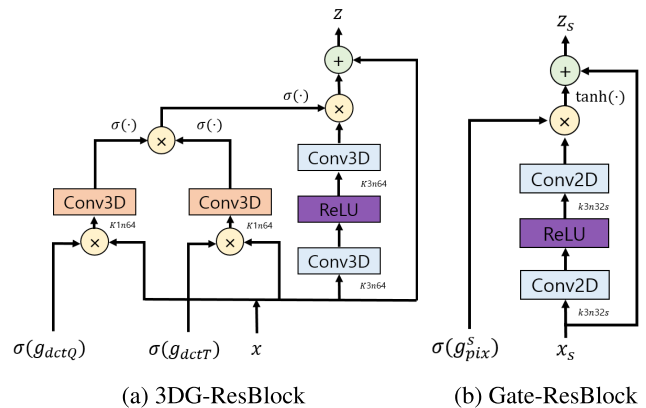 z
+
σ(·)
×
σ(·)
σ(·)
×
Conv3D
K3n64
Conv3D
Conv3D
ReLU
K1n64
K1n64
×
×
Conv3D
K3n64
σ(g_dctQ)
σ(g_dctT)
x
(a) 3DG-ResBlock
z_s
+
tanh(·)
×
Conv2D
k3n32s
ReLU
Conv2D
k3n32s
σ(g^s_pix)
x_s
(b) Gate-ResBlock